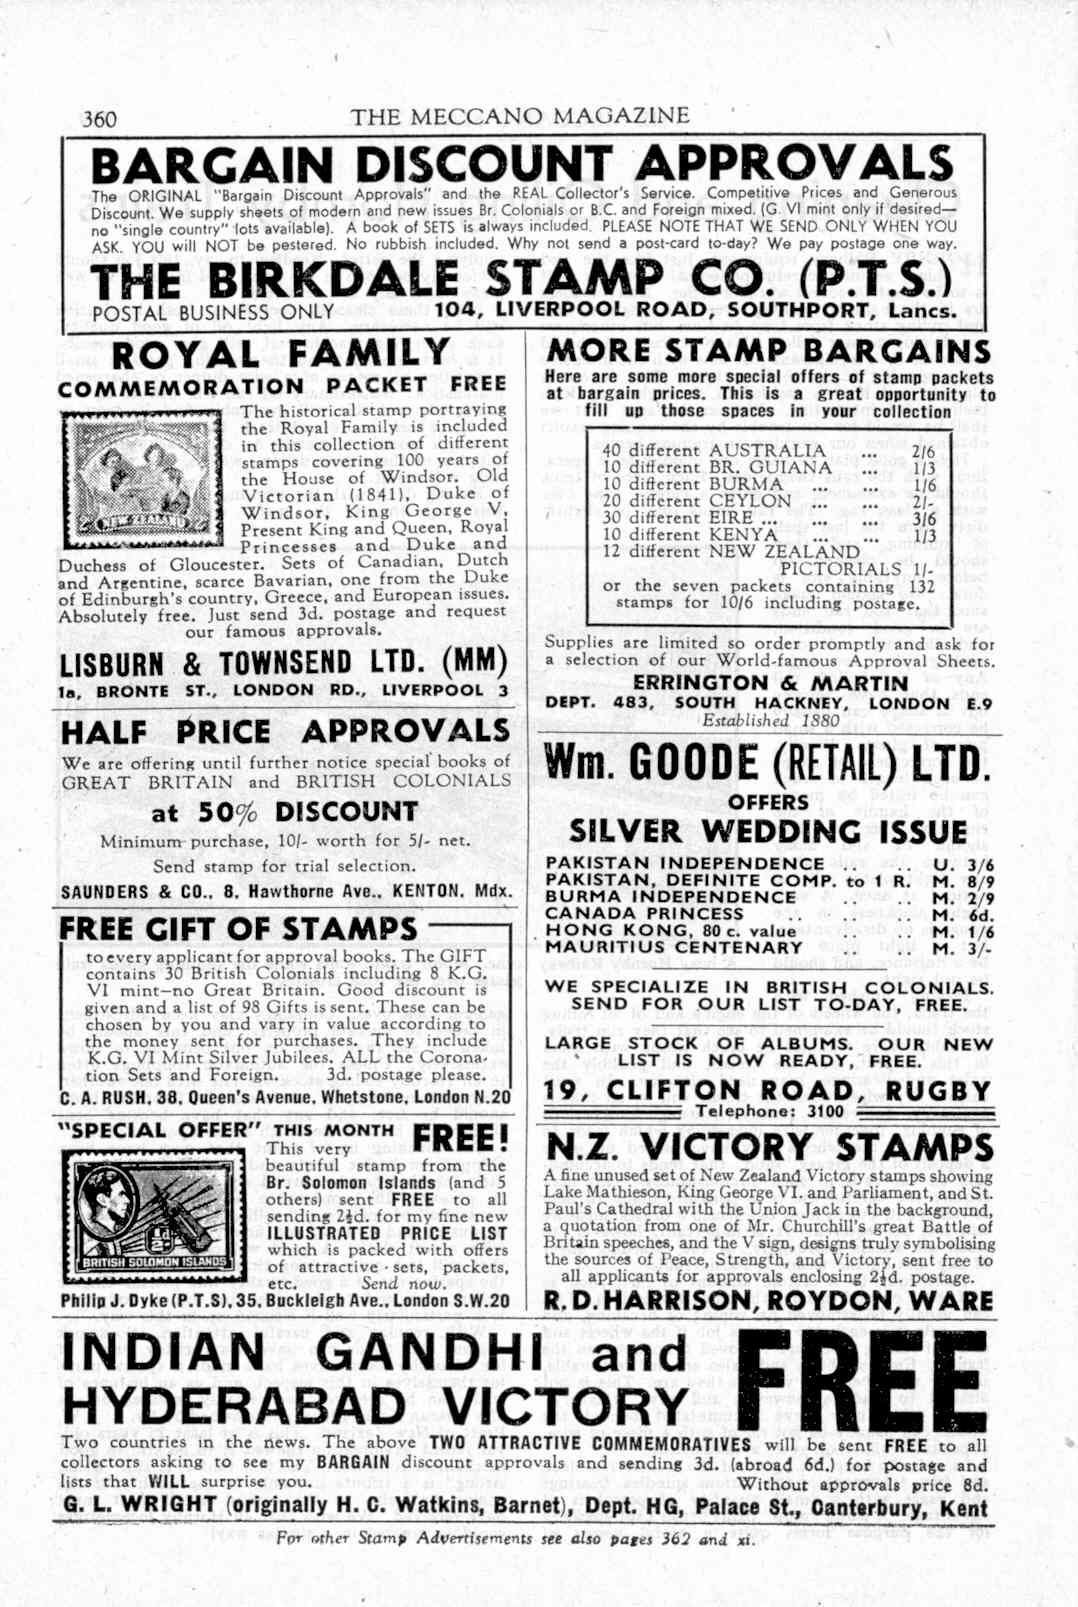 360
THE MECCANO MAGAZINE
BARGAIN DISCOUNT APPROVALS
The ORIGINAL "Bargain Discount Approvals" and the REAL Collector's Service. Competitive Prices and Generous
Discount. We supply sheets of modern and new issues Br. Colonials or B.C. and Foreign mixed. (G. VI mint only if desired—
no "single country" lots available). A book of SETS is always included. PLEASE NOTE THAT WE SEND ONLY WHEN YOU
ASK. YOU will NOT be pestered. No rubbish included. Why not send a post-card to-day? We pay postage one way.
THE BIRKDALE STAMP CO. (P.T.S.)
POSTAL BUSINESS ONLY 104, LIVERPOOL ROAD, SOUTHPORT, Lancs.
ROYAL FAMILY
COMMEMORATION PACKET FREE
The historical stamp portraying
the Royal Family is included
in this collection of different
stamps covering 100 years of
the House of Windsor. Old
Victorian (1841), Duke of
Windsor, King George V,
Present King and Queen, Royal
Princesses and Duke and
Duchess of Gloucester. Sets of Canadian, Dutch
and Argentine, scarce Bavarian, one from the Duke
of Edinburgh's country, Greece, and European issues.
Absolutely free. Just send 3d. postage and request
our famous approvals.
NEW ZEALAND
LISBURN & TOWNSEND LTD. (MM)
1a, BRONTE ST., LONDON RD., LIVERPOOL 3
HALF PRICE APPROVALS
We are offering until further notice special books of
GREAT BRITAIN and BRITISH COLONIALS
at 50% DISCOUNT
Minimum purchase, 10/- worth for 5/- net.
Send stamp for trial selection.
SAUNDERS & CO., 8, Hawthorne Ave., KENTON, Mdx.
FREE GIFT OF STAMPS
to every applicant for approval books. The GIFT
contains 30 British Colonials including 8 K.G.
VI mint—no Great Britain. Good discount is
given and a list of 98 Gifts is sent. These can be
chosen by you and vary in value according to
the money sent for purchases. They include
K.G. VI Mint Silver Jubilees. ALL the Corona-
tion Sets and Foreign. 3d. postage please.
C. A. RUSH, 38, Queen's Avenue, Whetstone, London N.20
"SPECIAL OFFER" THIS MONTH FREE!
This very
beautiful stamp from the
Br. Solomon Islands (and 5
others) sent FREE to all
sending 2½d. for my fine new
ILLUSTRATED PRICE LIST
which is packed with offers
of attractive sets, packets,
etc. Send now.
BRITISH SOLOMON ISLANDS
Philip J. Dyke (P.T.S), 35, Buckleigh Ave., London S.W.20
MORE STAMP BARGAINS
Here are some more special offers of stamp packets
at bargain prices. This is a great opportunity to
fill up those spaces in your collection
40 different AUSTRALIA ... 2/6
10 different BR. GUIANA ... 1/3
10 different BURMA ... ... 1/6
20 different CEYLON ... ... 2/-
30 different EIRE ... ... ... 3/6
10 different KENYA ... ... 1/3
12 different NEW ZEALAND
PICTORIALS 1/-
or the seven packets containing 132
stamps for 10/6 including postage.
Supplies are limited so order promptly and ask for
a selection of our World-famous Approval Sheets.
ERRINGTON & MARTIN
DEPT. 483, SOUTH HACKNEY, LONDON E.9
Established 1880
Wm. GOODE (RETAIL) LTD.
OFFERS
SILVER WEDDING ISSUE
PAKISTAN INDEPENDENCE .. .. U. 3/6
PAKISTAN, DEFINITE COMP. to 1 R. M. 8/9
BURMA INDEPENDENCE .. .. M. 2/9
CANADA PRINCESS .. .. M. 6d.
HONG KONG, 80 c. value .. .. M. 1/6
MAURITIUS CENTENARY .. .. M. 3/-
WE SPECIALIZE IN BRITISH COLONIALS.
SEND FOR OUR LIST TO-DAY, FREE.
LARGE STOCK OF ALBUMS. OUR NEW
LIST IS NOW READY, FREE.
19, CLIFTON ROAD, RUGBY
Telephone: 3100
N.Z. VICTORY STAMPS
A fine unused set of New Zealand Victory stamps showing
Lake Mathieson, King George VI. and Parliament, and St.
Paul's Cathedral with the Union Jack in the background,
a quotation from one of Mr. Churchill's great Battle of
Britain speeches, and the V sign, designs truly symbolising
the sources of Peace, Strength, and Victory, sent free to
all applicants for approvals enclosing 2½d. postage.
R. D. HARRISON, ROYDON, WARE
INDIAN GANDHI and
HYDERABAD VICTORY FREE
Two countries in the news. The above TWO ATTRACTIVE COMMEMORATIVES will be sent FREE to all
collectors asking to see my BARGAIN discount approvals and sending 3d. (abroad 6d.) for postage and
lists that WILL surprise you. Without approvals price 8d.
G. L. WRIGHT (originally H. C. Watkins, Barnet), Dept. HG, Palace St., Canterbury, Kent
For other Stamp Advertisements see also pages 362 and xi.